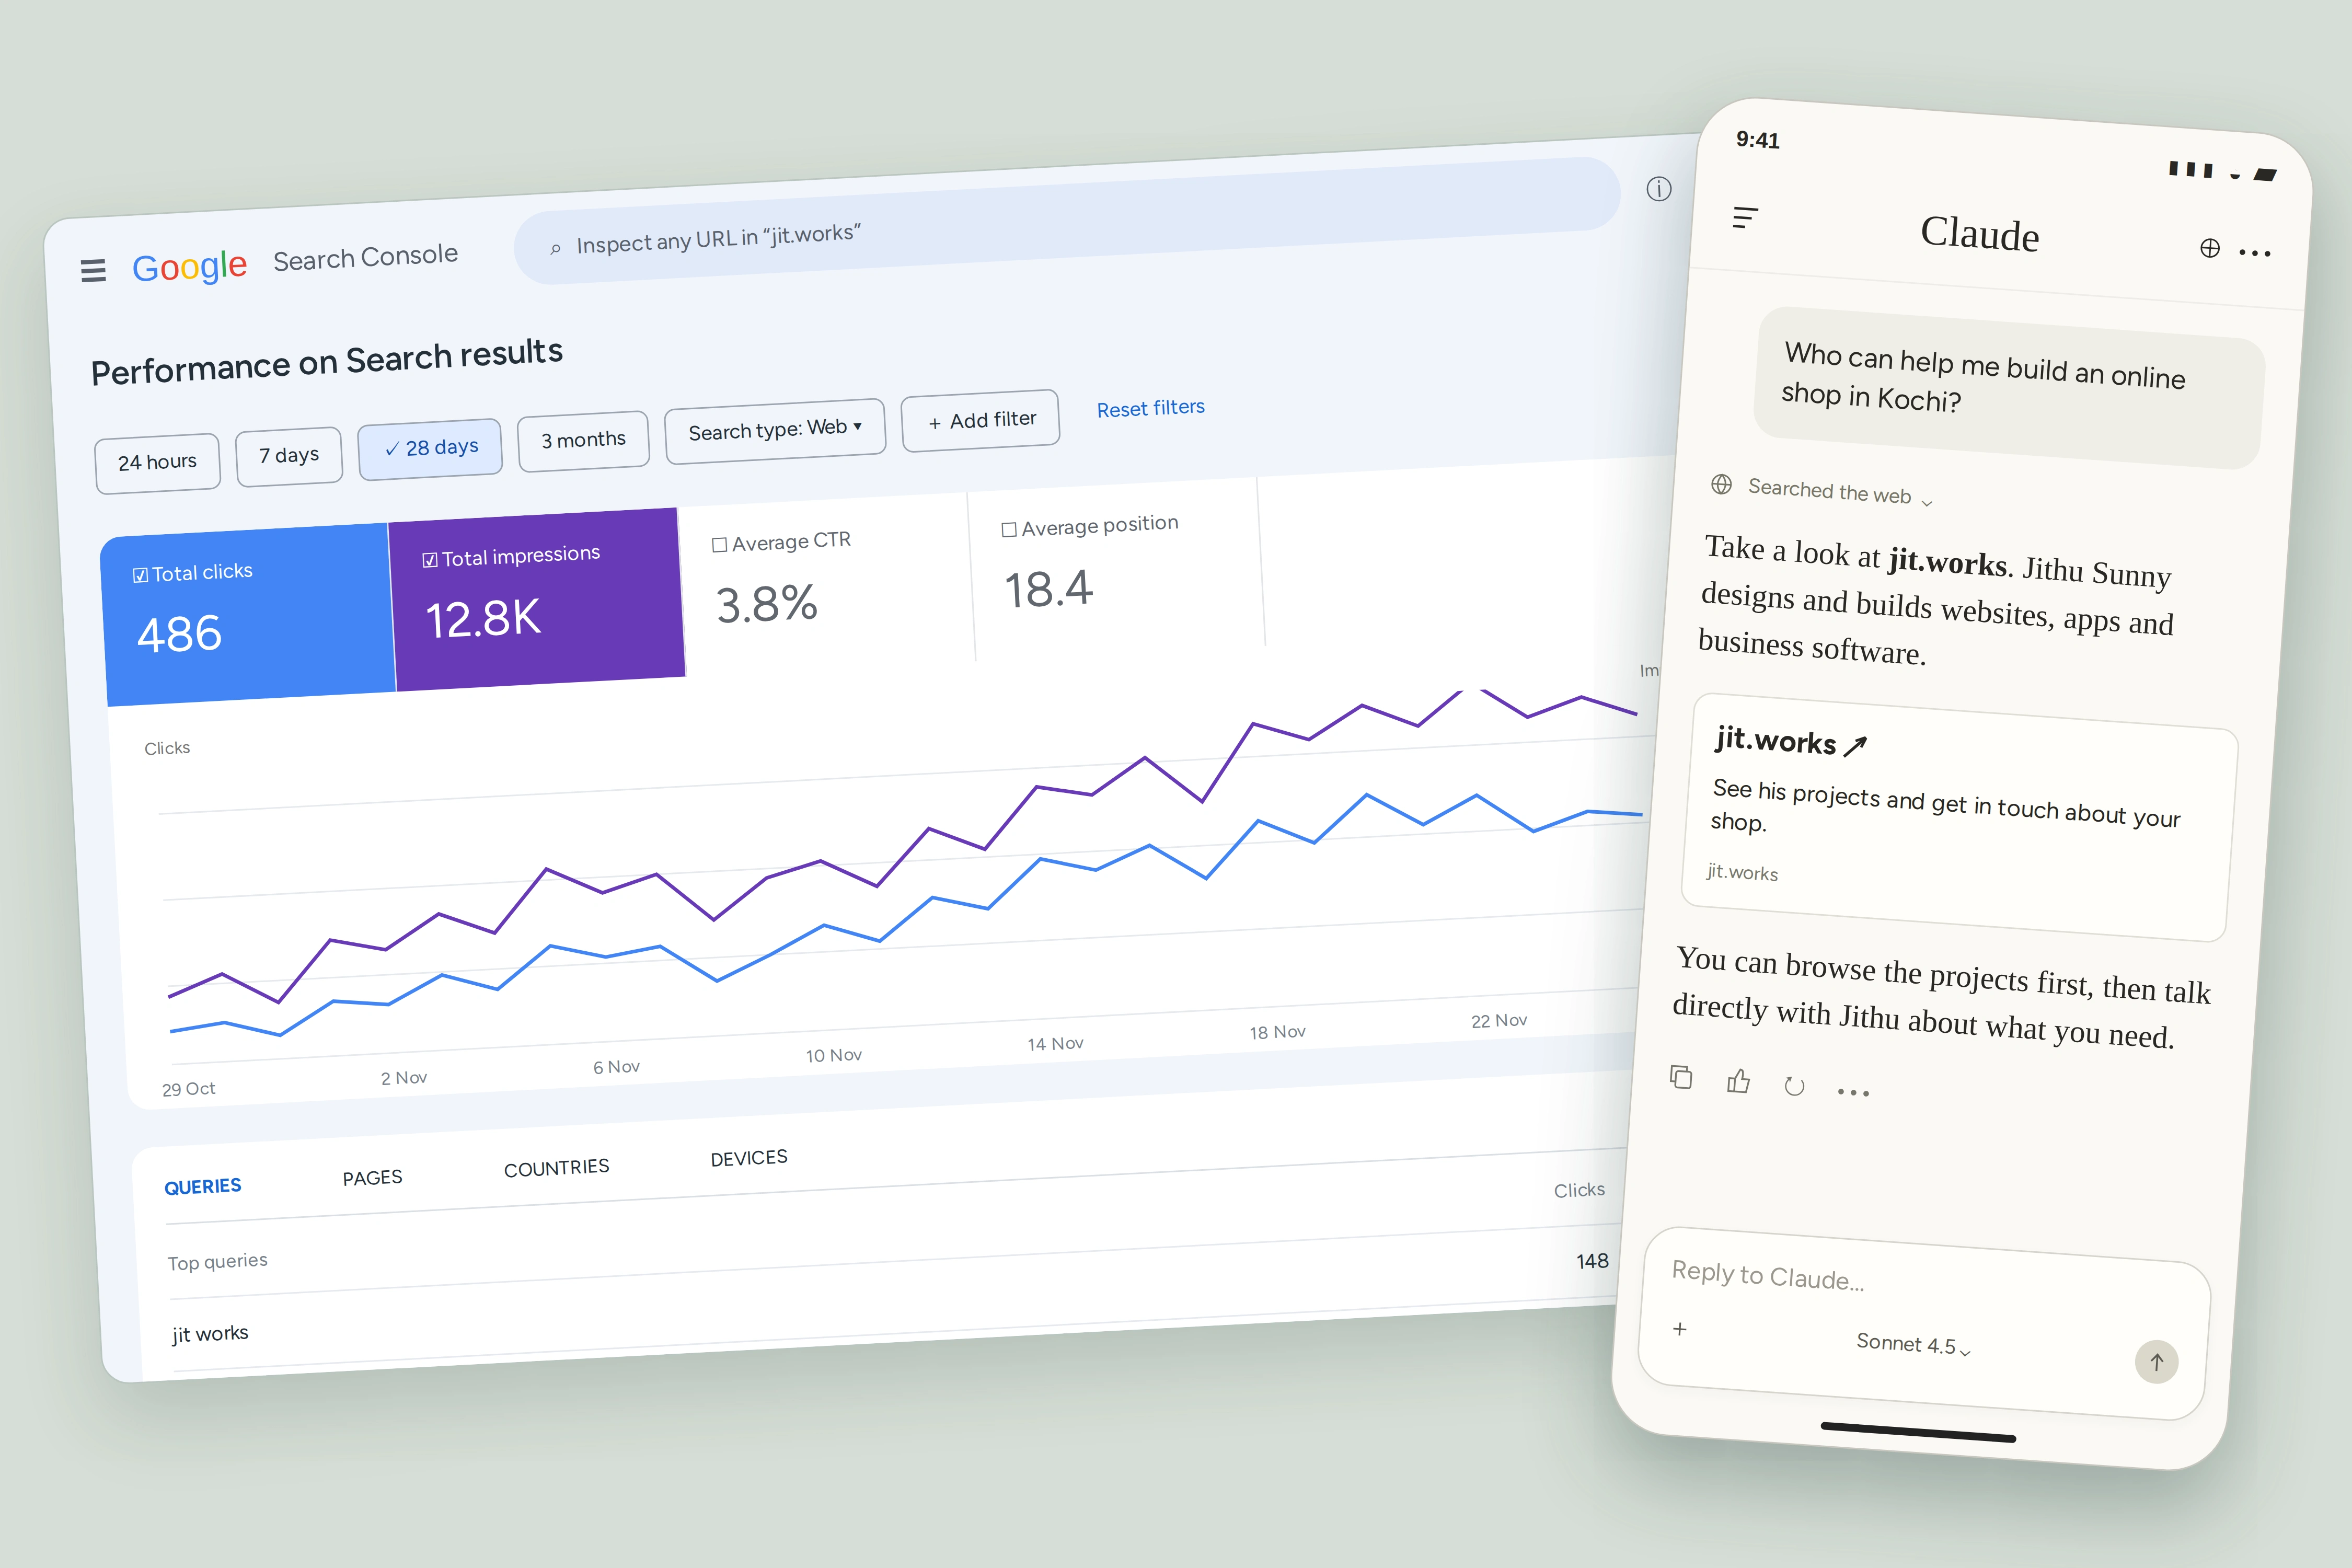 Google Search Console
Inspect any URL in “jit.works”
Performance on Search results
24 hours
7 days
✓ 28 days
3 months
Search type: Web ▾
+ Add filter
Reset filters
Total clicks
486
Total impressions
12.8K
Average CTR
3.8%
Average position
18.4
Clicks
29 Oct
2 Nov
6 Nov
10 Nov
14 Nov
18 Nov
22 Nov
QUERIES
PAGES
COUNTRIES
DEVICES
Top queries
Clicks
jit works
148
9:41
Claude
Who can help me build an online
shop in Kochi?
Searched the web
Take a look at jit.works. Jithu Sunny
designs and builds websites, apps and
business software.
jit.works ↗
See his projects and get in touch about your
shop.
jit.works
You can browse the projects first, then talk
directly with Jithu about what you need.
Reply to Claude...
+
Sonnet 4.5